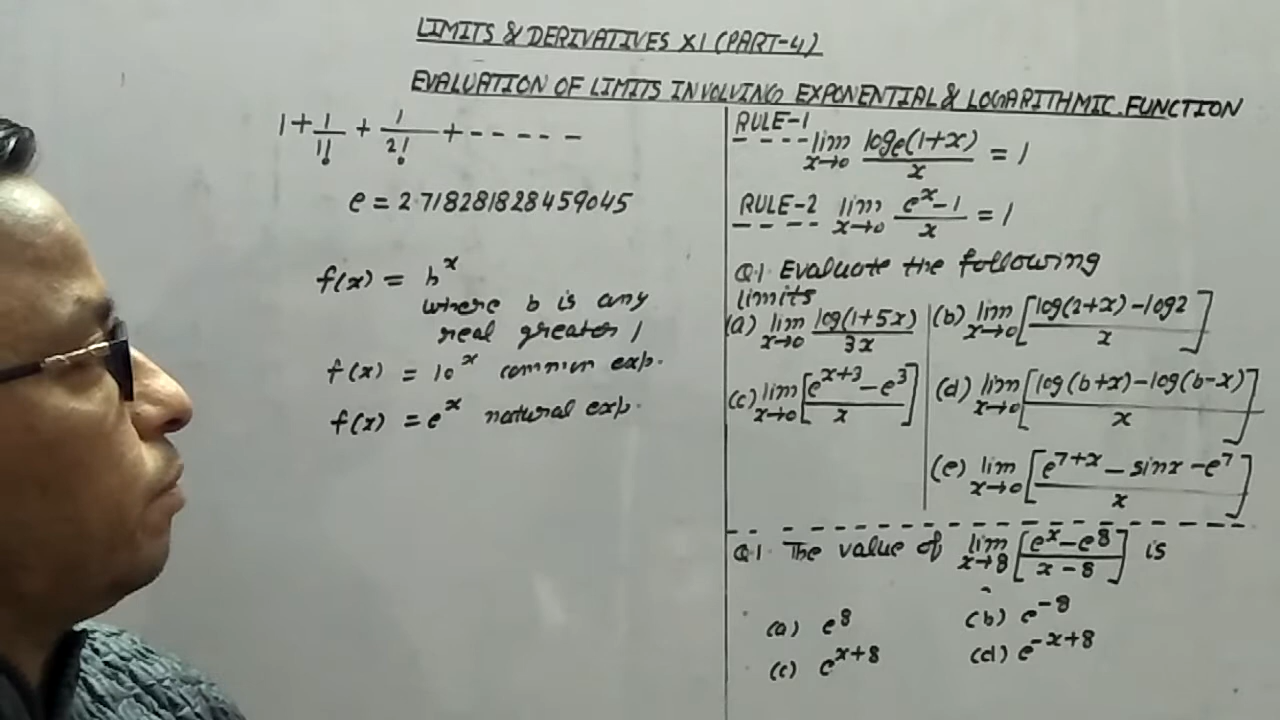 LIMITS & DERIVATIVES XI (PART-4)
EVALUATION OF LIMITS INVOLVING EXPONENTIAL & LOGARITHMIC FUNCTION
1 + 1/1! + 1/2! + - - - - -
e = 2.718281828459045
f(x) = b^x
where b is any
real greater 1
f(x) = 10^x common exp.
f(x) = e^x natural exp.
RULE-1 lim x→0 log e(1+x)/x = 1
RULE-2 lim x→0 (e^x - 1)/x = 1
Q.1 Evaluate the following
limits
(a) lim x→0 log(1+5x)/3x
(b) lim x→0 [(log(2+x) - log2)/x]
(c) lim x→0 [(e^x+3 - e^3)/x]
(d) lim x→0 [(log(b+x) - log(b-x))/x]
(e) lim x→0 [(e^7+x - sinx - e^7)/x]
Q.1. The value of lim x→8 [(e^x - e^8)/(x - 8)] is
(a) e^8 (b) e^-8
(c) e^x+8 (d) e^-x+8